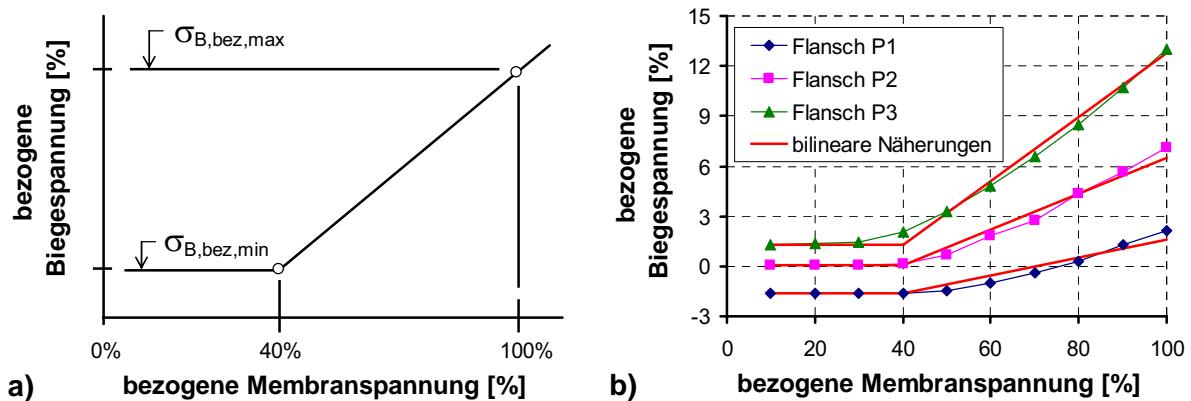 σB,bez,max
σB,bez,min
bezogene
Biegespannung [%]
0%
40%
100%
bezogene Membranspannung [%]
a)
15
12
9
6
3
0
-3
bezogene
Biegespannung [%]
Flansch P1
Flansch P2
Flansch P3
bilineare Näherungen
0
20
40
60
80
100
bezogene Membranspannung [%]
b)